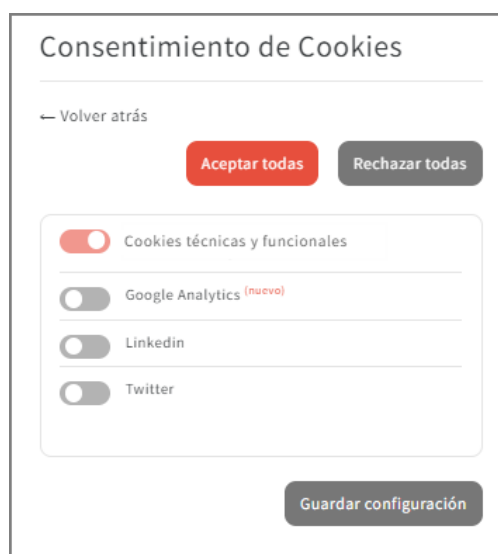 Consentimiento de Cookies
← Volver atrás
Aceptar todas Rechazar todas
Cookies técnicas y funcionales
Google Analytics (nuevo)
Linkedin
Twitter
Guardar configuración